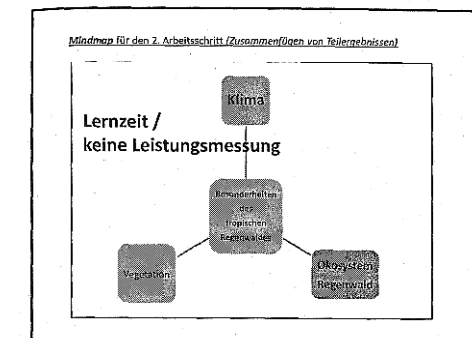 Mindmap für den 2. Arbeitsschritt (Zusammenfügen von Teilergebnissen)
Klima
Lernzeit /
keine Leistungsmessung
Besonderheiten
des
tropischen
Regenwaldes
Vegetation
Ökosystem
Regenwald